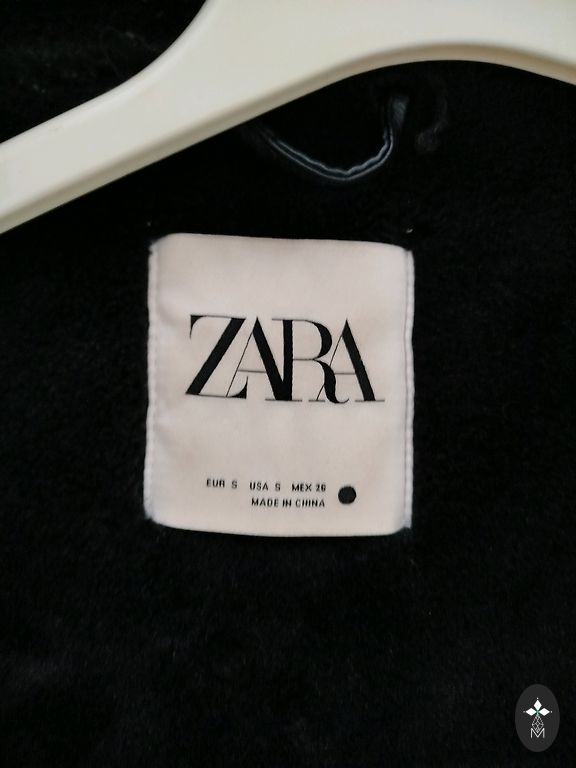 ZARA
EUR S USA S MEX 26
MADE IN CHINA
M